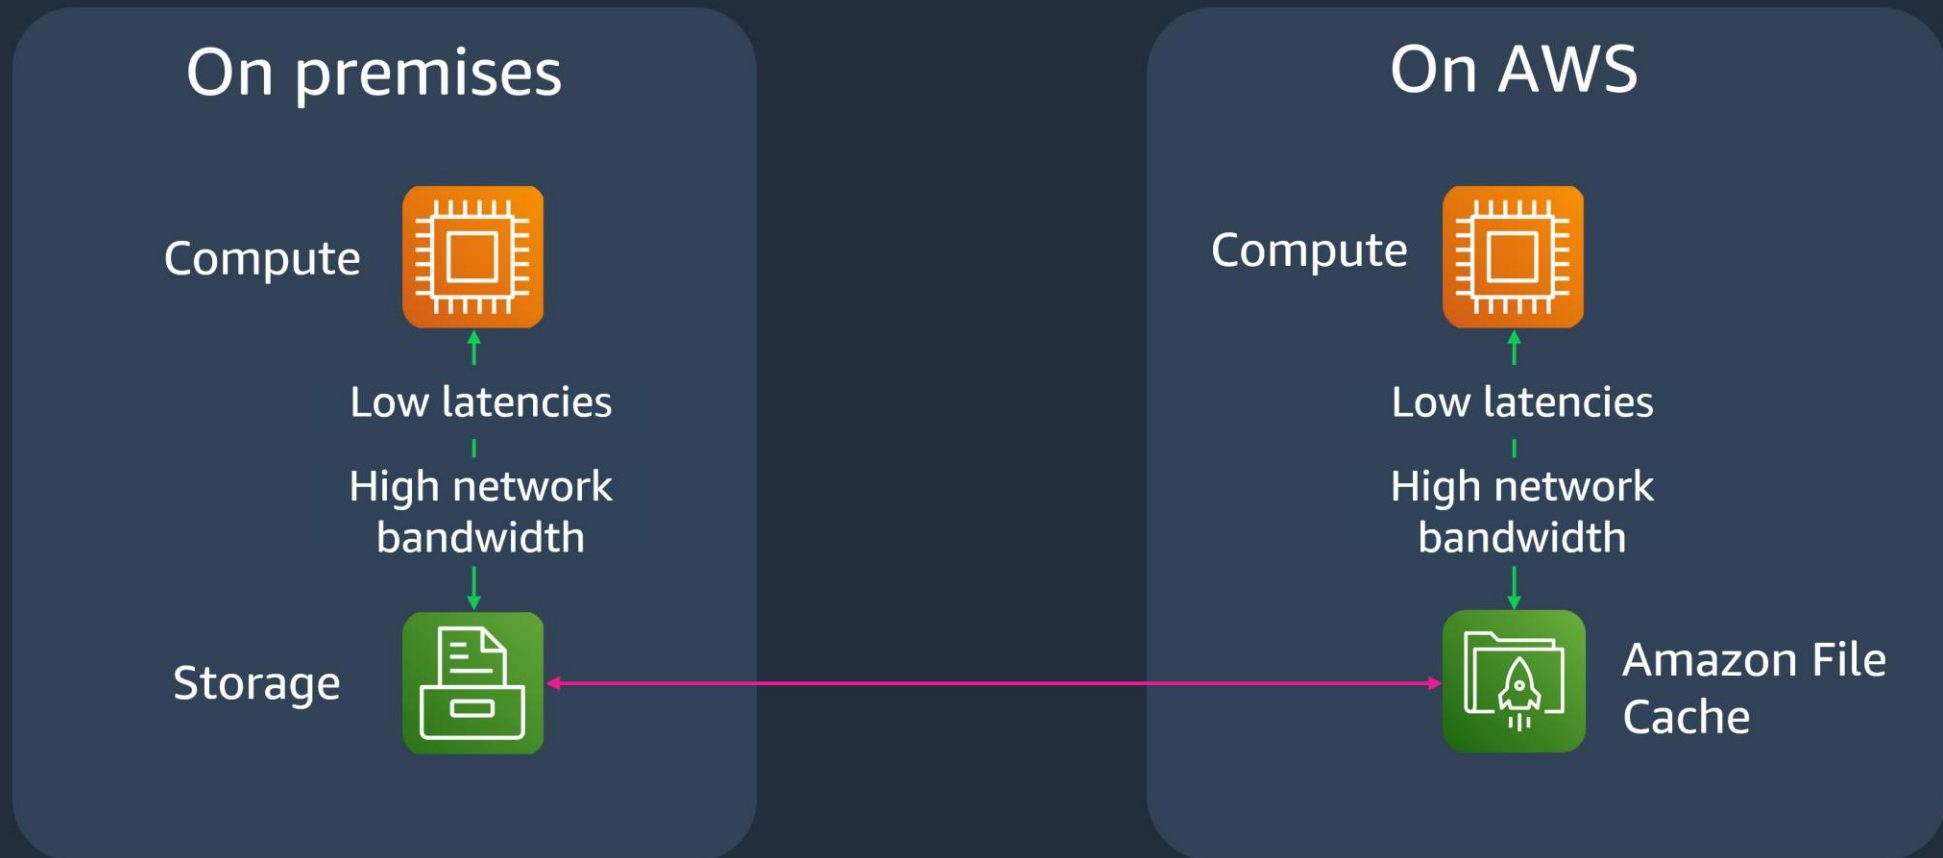 On premises
Compute
Low latencies
High network
bandwidth
Storage
On AWS
Compute
Low latencies
High network
bandwidth
Amazon File
Cache